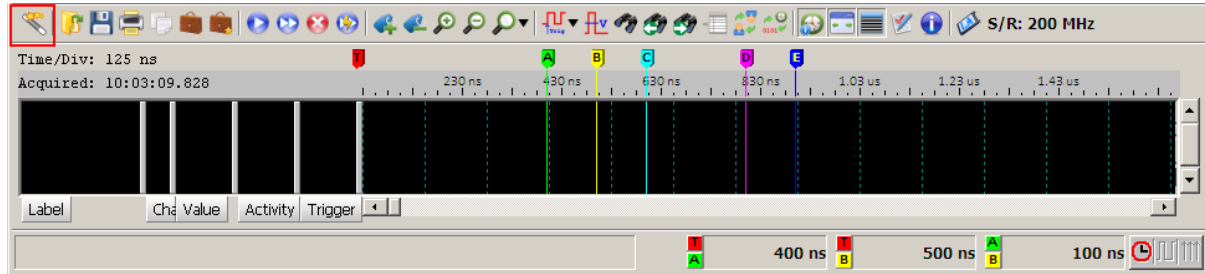 S/R: 200 MHz
Time/Div: 125 ns
T A B C D E
Acquired: 10:03:09.828
230 ns 430 ns 630 ns 830 ns 1.03 us 1.23 us 1.43 us
Label Cha Value Activity Trigger
T A 400 ns T B 500 ns A B 100 ns